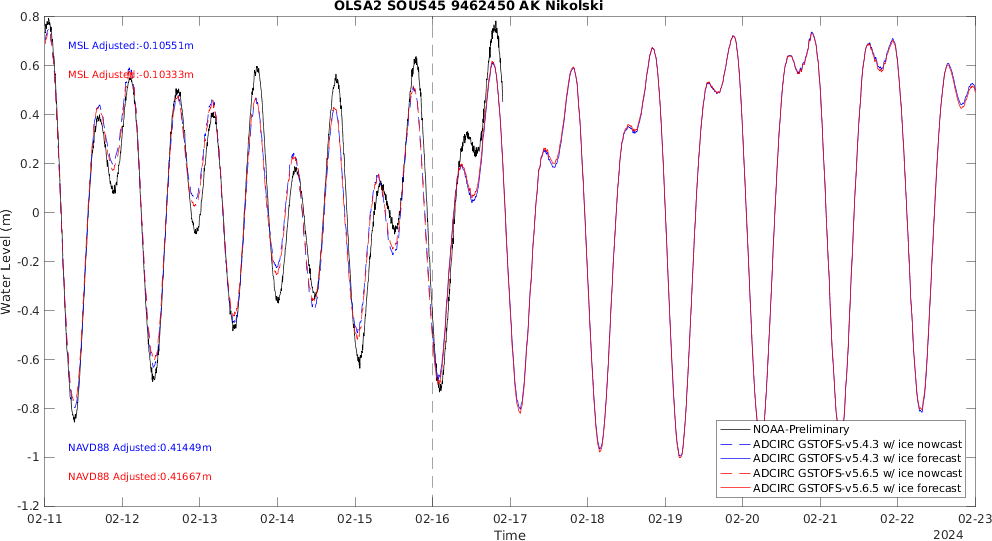 OLSA2 SOUS45 9462450 AK Nikolski
0.8
0.6
0.4
0.2
0
-0.2
-0.4
-0.6
-0.8
-1
-1.2
Water Level (m)
MSL Adjusted:-0.10551m
MSL Adjusted:-0.10333m
NAVD88 Adjusted:0.41449m
NAVD88 Adjusted:0.41667m
NOAA-Preliminary
ADCIRC GSTOFS-v5.4.3 w/ ice nowcast
ADCIRC GSTOFS-v5.4.3 w/ ice forecast
ADCIRC GSTOFS-v5.6.5 w/ ice nowcast
ADCIRC GSTOFS-v5.6.5 w/ ice forecast
02-11 02-12 02-13 02-14 02-15 02-16 02-17 02-18 02-19 02-20 02-21 02-22 02-23
Time
2024